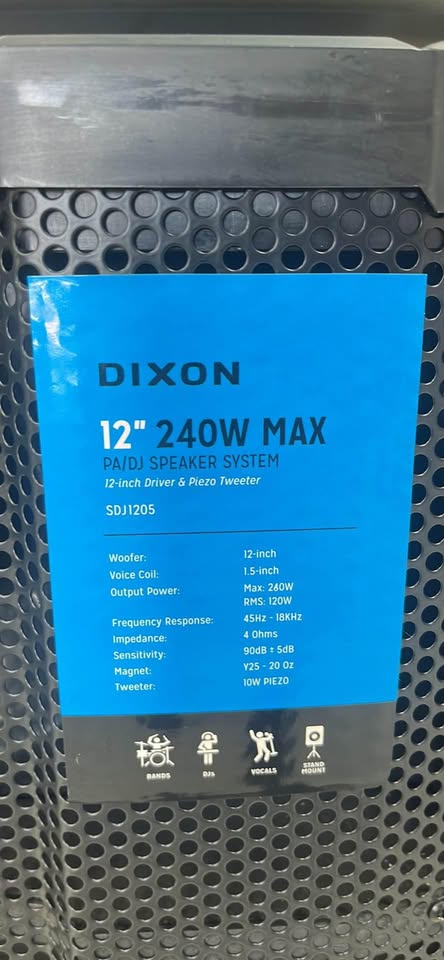 DIXON
12" 240W MAX
PA/DJ SPEAKER SYSTEM
12-inch Driver & Piezo Tweeter
SDJ1205
Woofer: 12-inch
Voice Coil: 1.5-inch
Output Power: Max: 240W
RMS: 120W
Frequency Response: 45Hz - 18KHz
Impedance: 4 Ohms
Sensitivity: 90dB ± 5dB
Magnet: Y25 - 20 Oz
Tweeter: 10W PIEZO
BANDS DJs VOCALS STAND
MOUNT